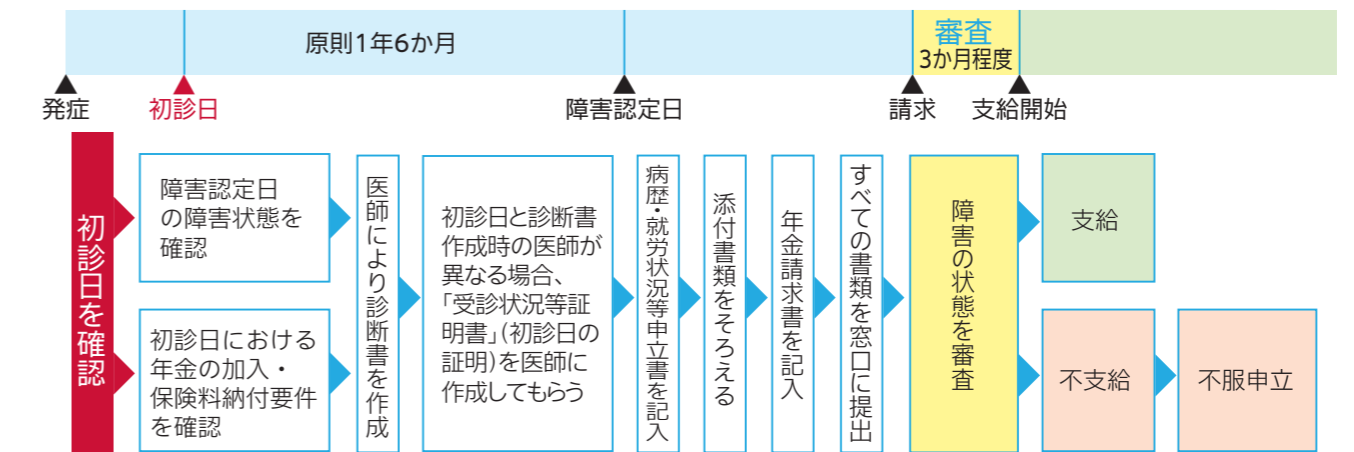 原則1年6か月
審査
3か月程度
発症
初診日
障害認定日
請求
支給開始
初診日を確認
障害認定日
の障害状態を
確認
初診日における
年金の加入・
保険料納付要件
を確認
医師により診断書を作成
初診日と診断書
作成時の医師が
異なる場合、
「受診状況等証
明書」(初診日の
証明)を医師に
作成してもらう
病歴・就労状況等申立書を記入
添付書類をそろえる
年金請求書を記入
すべての書類を窓口に提出
障害の状態を審査
支給
不支給
不服申立